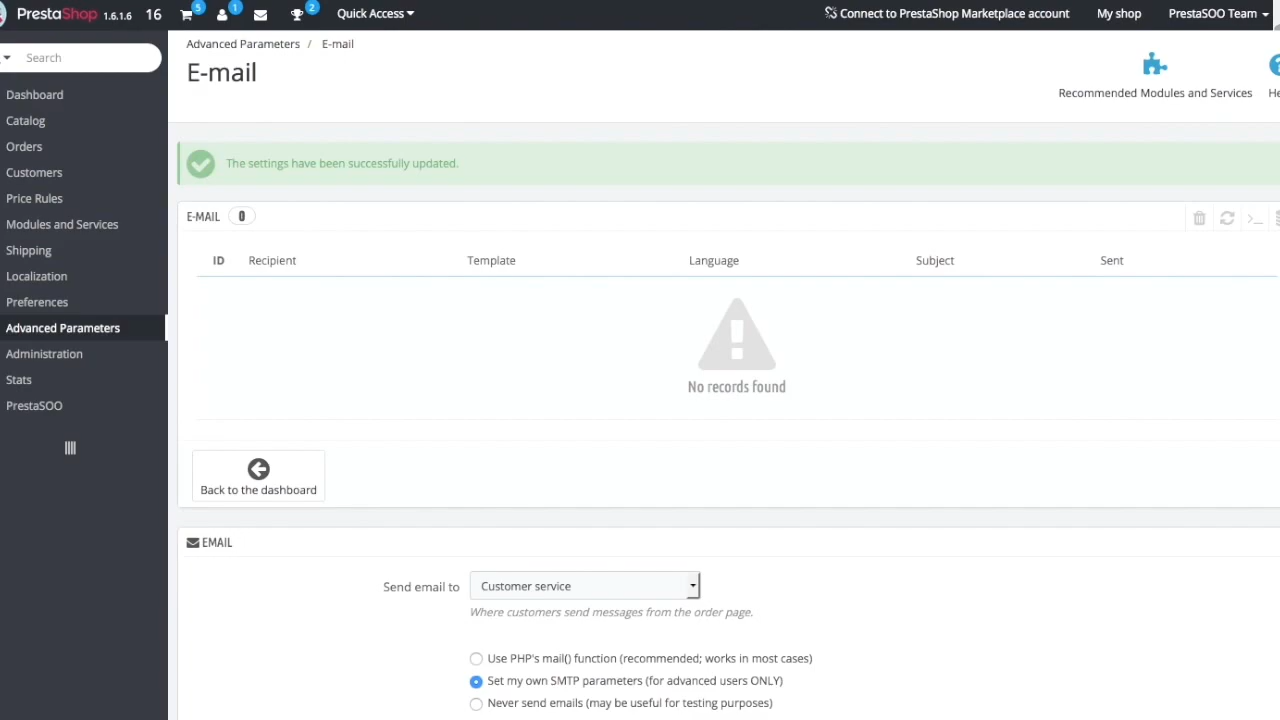 PrestaShop 1.6.1.6 16 5 1 2 Quick Access Connect to PrestaShop Marketplace account My shop PrestaSOO Team
Search
Dashboard
Catalog
Orders
Customers
Price Rules
Modules and Services
Shipping
Localization
Preferences
Advanced Parameters
Administration
Stats
PrestaSOO
Advanced Parameters / E-mail
E-mail
Recommended Modules and Services
The settings have been successfully updated.
E-MAIL 0
ID Recipient Template Language Subject Sent
No records found
Back to the dashboard
EMAIL
Send email to Customer service
Where customers send messages from the order page.
Use PHP's mail() function (recommended; works in most cases)
Set my own SMTP parameters (for advanced users ONLY)
Never send emails (may be useful for testing purposes)